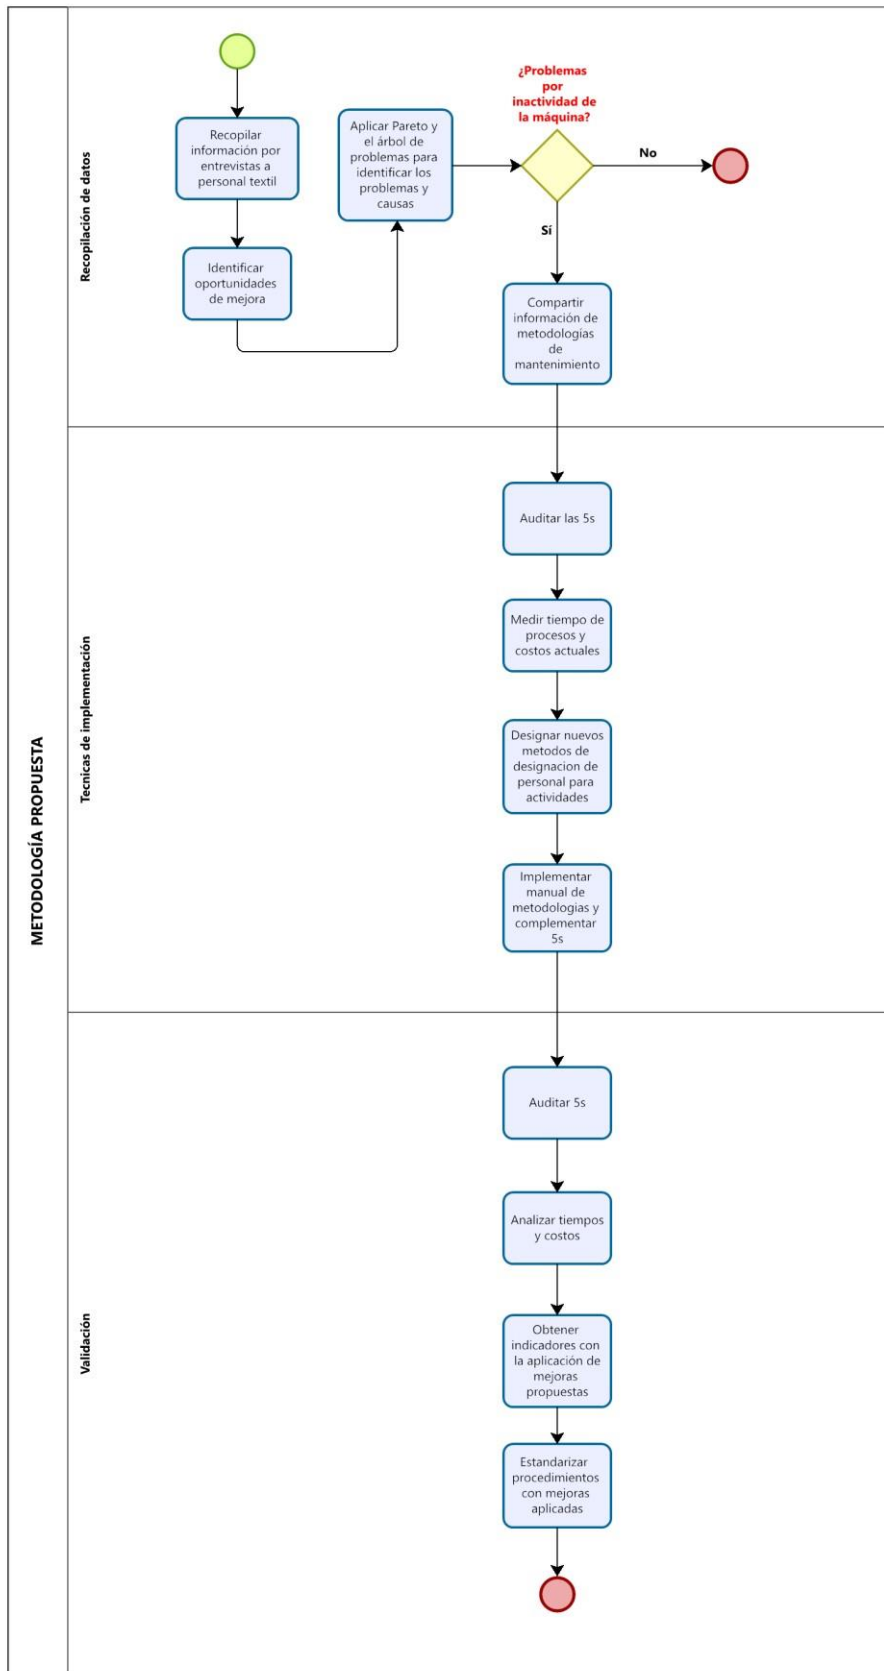 METODOLOGÍA PROPUESTA
Recopilación de datos
Recopilar
información por
entrevistas a
personal textil
Identificar
oportunidades
de mejora
Aplicar Pareto y
el árbol de
problemas para
identificar los
problemas y
causas
¿Problemas
por
inactividad de
la máquina?
No
Sí
Compartir
información de
metodologías
de
mantenimiento
Tecnicas de implementación
Auditar las 5s
Medir tiempo de
procesos y
costos actuales
Designar nuevos
metodos de
designacion de
personal para
actividades
Implementar
manual de
metodologias y
complementar
5s
Validación
Auditar 5s
Analizar tiempos
y costos
Obtener
indicadores con
la aplicación de
mejoras
propuestas
Estandarizar
procedimientos
con mejoras
aplicadas